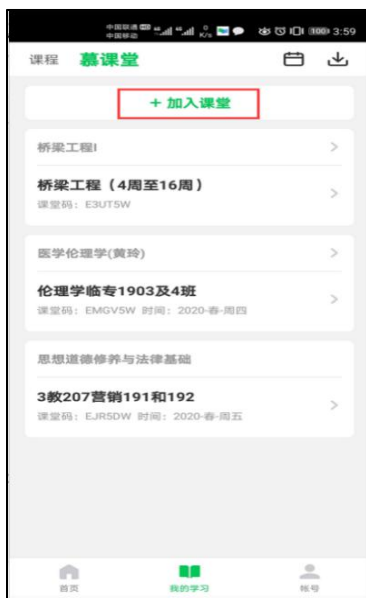 中国联通 HD 4G 4G 0 100 3:59
中国移动 K/s
课程 慕课堂
+ 加入课堂
桥梁工程I
桥梁工程（4周至16周）
课堂码：E3UT5W
医学伦理学(黄玲)
伦理学临专1903及4班
课堂码：EMGV5W 时间：2020-春-周四
思想道德修养与法律基础
3教207营销191和192
课堂码：EJR5DW 时间：2020-春-周五
首页 我的学习 帐号